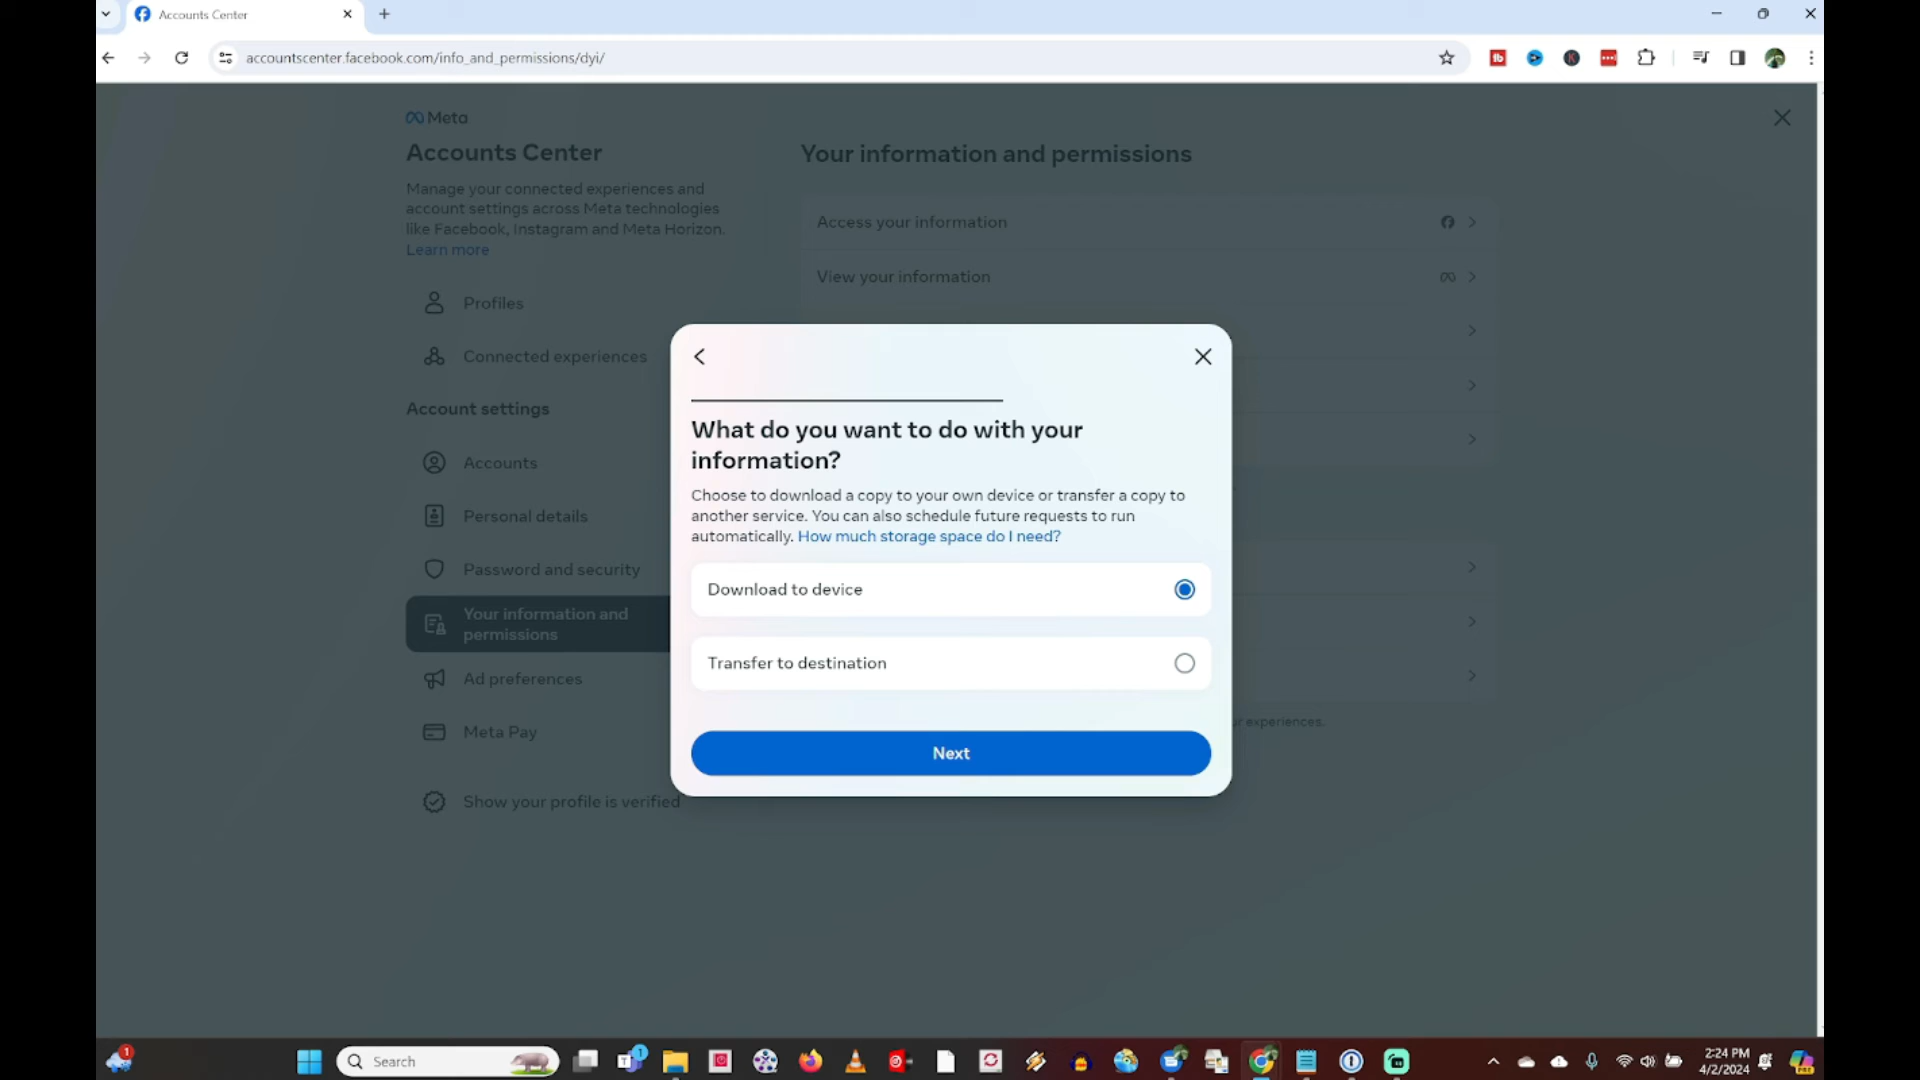 Accounts Center
accountscenter.facebook.com/info_and_permissions/dyi/
Meta
Accounts Center
Manage your connected experiences and
account settings across Meta technologies
like Facebook, Instagram and Meta Horizon.
Learn more
Profiles
Connected experiences
Account settings
Accounts
Personal details
Password and security
Your information and
permissions
Ad preferences
Meta Pay
Show your profile is verified
Your information and permissions
Access your information
View your information
What do you want to do with your
information?
Choose to download a copy to your own device or transfer a copy to
another service. You can also schedule future requests to run
automatically. How much storage space do I need?
Download to device
Transfer to destination
Next
experiences.
1
Search
1
2:24 PM
4/2/2024